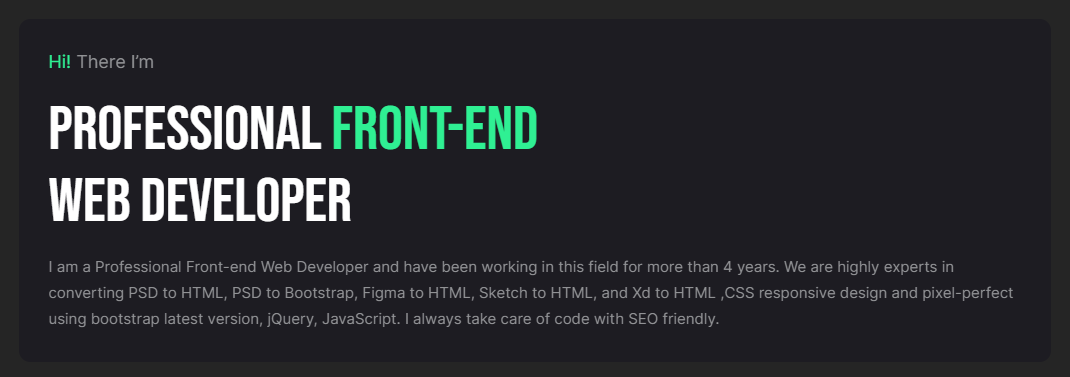 Hi! There I’m
PROFESSIONAL FRONT-END
WEB DEVELOPER
I am a Professional Front-end Web Developer and have been working in this field for more than 4 years. We are highly experts in
converting PSD to HTML, PSD to Bootstrap, Figma to HTML, Sketch to HTML, and Xd to HTML ,CSS responsive design and pixel-perfect
using bootstrap latest version, jQuery, JavaScript. I always take care of code with SEO friendly.